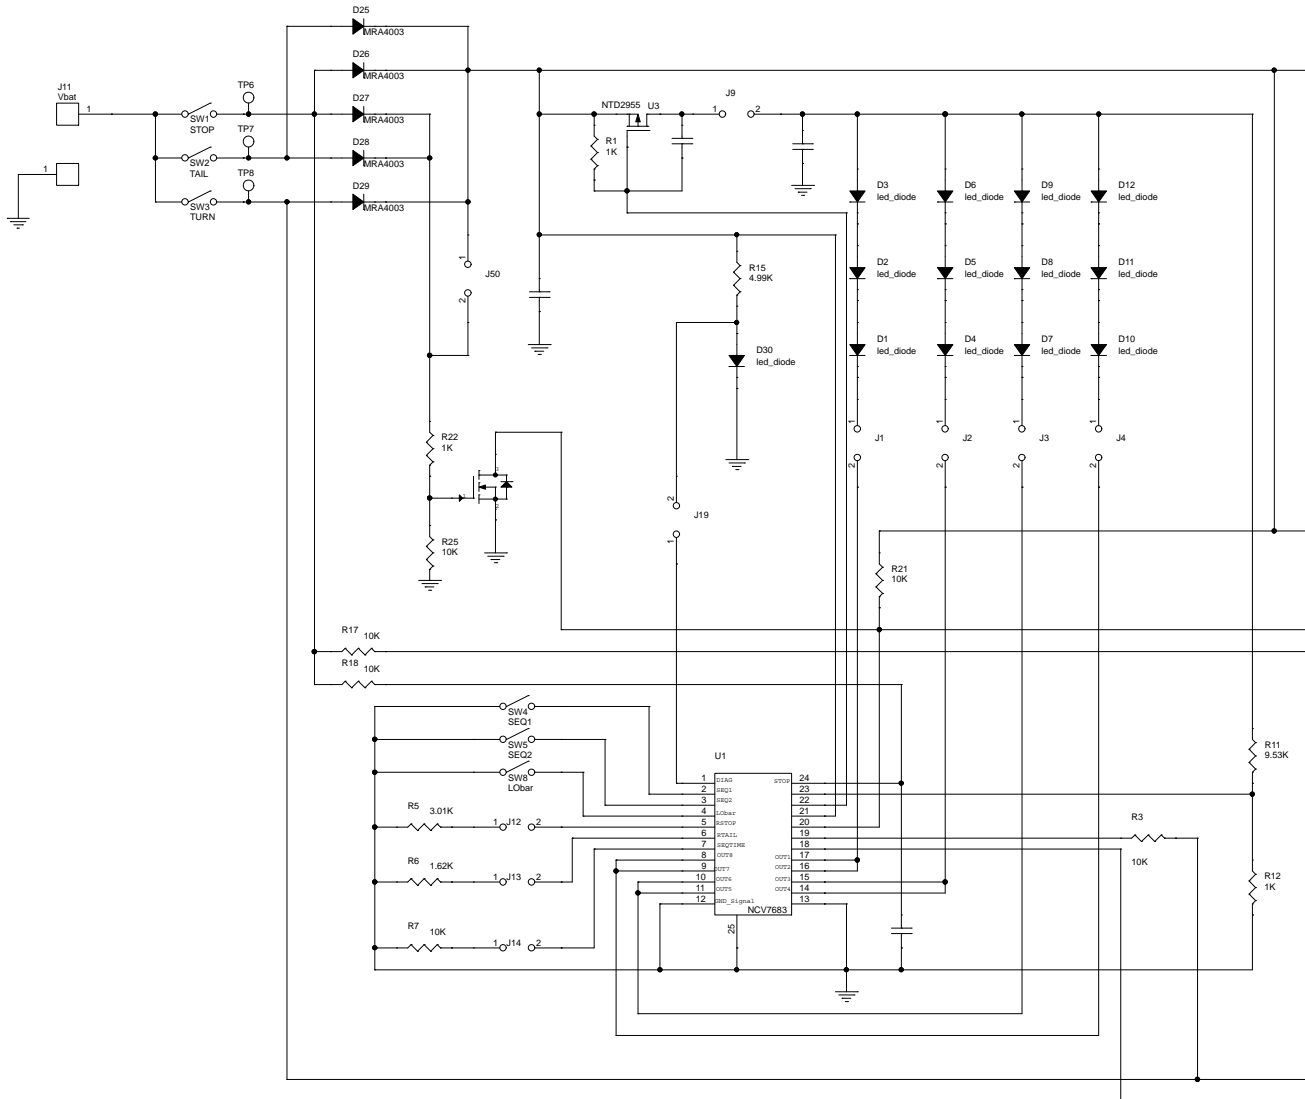 D25
MRA4003
D26
MRA4003
J11
Vbat
1
TP6
D27
MRA4003
SW1
STOP
TP7
D28
MRA4003
SW2
TAIL
1
TP8
D29
MRA4003
SW3
TURN
NTD2955 U3
R1
1K
J9
1 2
D3
led_diode
D6
led_diode
D9
led_diode
D12
led_diode
1
J50
2
R15
4.99K
D2
led_diode
D5
led_diode
D8
led_diode
D11
led_diode
D30
led_diode
D1
led_diode
D4
led_diode
D7
led_diode
D10
led_diode
R22
1K
1
J1
2
1
J2
2
1
J3
2
1
J4
2
R25
10K
2
J19
1
R21
10K
R17
10K
R18
10K
SW4
SEQ1
SW5
SEQ2
SW8
LObar
R5
3.01K
1 J12 2
R6
1.62K
1 J13 2
R7
10K
1 J14 2
U1
1 DIAG STOP 24
2 SEQ1 23
3 SEQ2 22
4 LObar 21
5 RSTOP 20
6 RTAIL 19
7 SEQTIME 18
8 OUT8 OUT1 17
9 OUT7 OUT2 16
10 OUT6 OUT3 15
11 OUT5 OUT4 14
12 GND_Signal 13
NCV7683
25
R3
10K
R11
9.53K
R12
1K